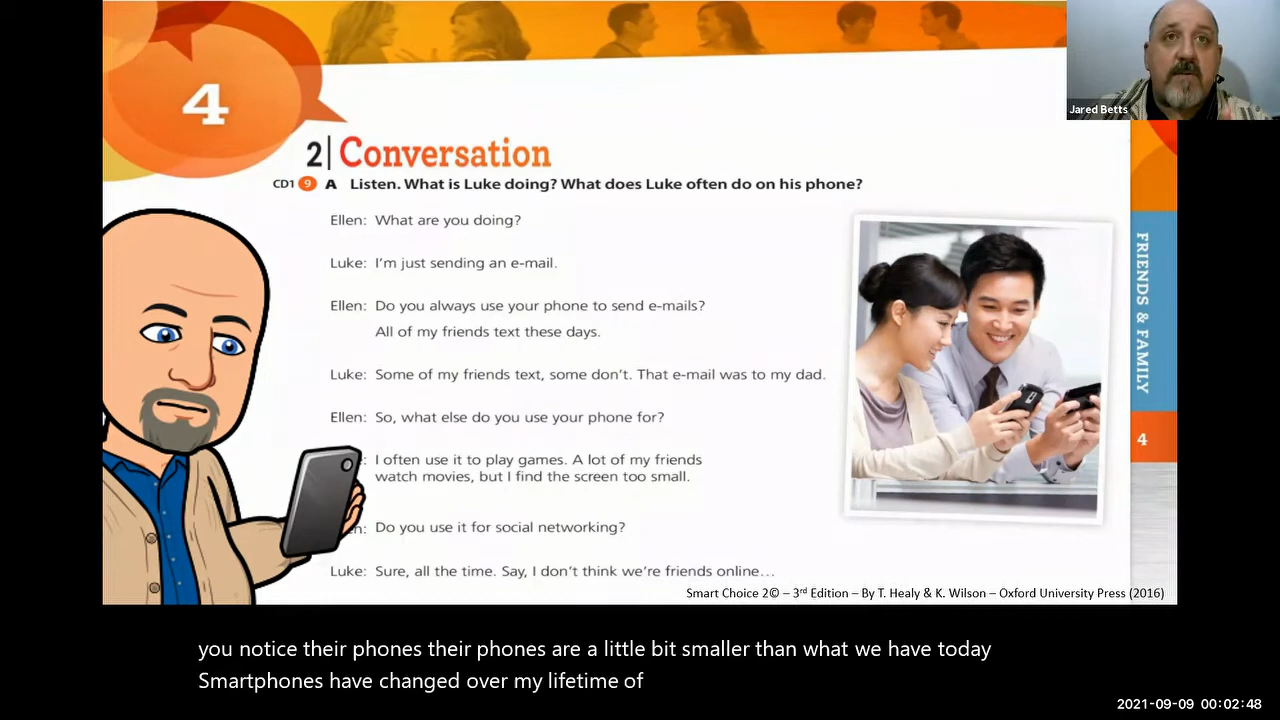 4
Jared Betts
2| Conversation
CD1 9 A Listen. What is Luke doing? What does Luke often do on his phone?
Ellen: What are you doing?
Luke: I'm just sending an e-mail.
Ellen: Do you always use your phone to send e-mails?
All of my friends text these days.
Luke: Some of my friends text, some don't. That e-mail was to my dad.
Ellen: So, what else do you use your phone for?
: I often use it to play games. A lot of my friends
watch movies, but I find the screen too small.
n: Do you use it for social networking?
Luke: Sure, all the time. Say, I don't think we're friends online...
FRIENDS & FAMILY
4
Smart Choice 2© – 3rd Edition – By T. Healy & K. Wilson – Oxford University Press (2016)
you notice their phones their phones are a little bit smaller than what we have today
Smartphones have changed over my lifetime of
2021-09-09 00:02:48